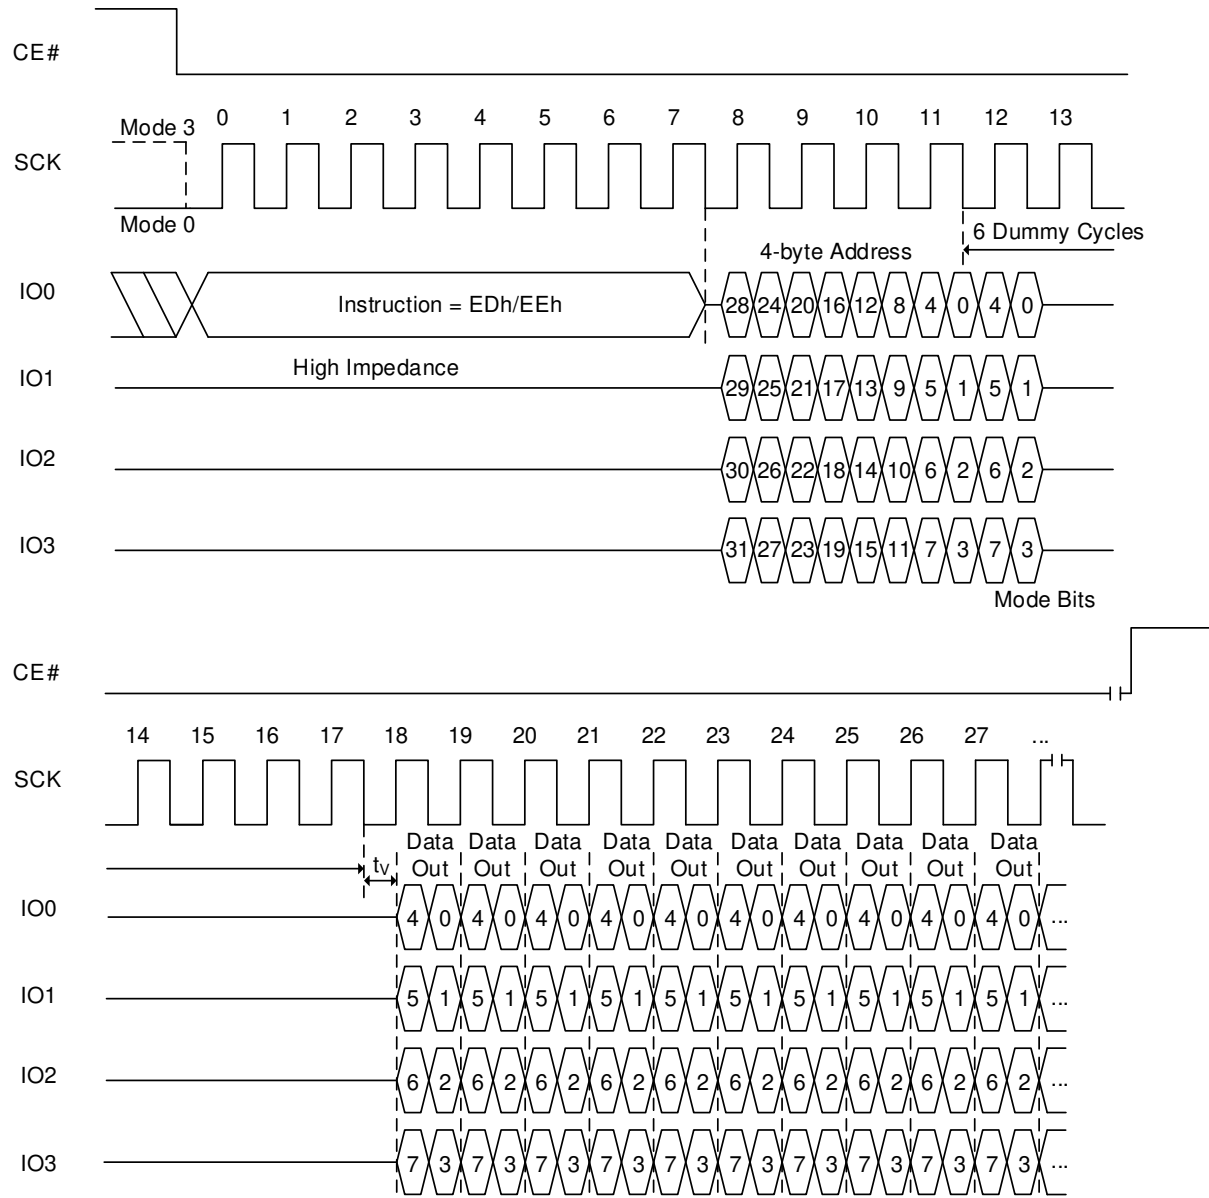 CE#
Mode 3 0 1 2 3 4 5 6 7 8 9 10 11 12 13
SCK
Mode 0
6 Dummy Cycles
4-byte Address
IO0 Instruction = EDh/EEh 28 24 20 16 12 8 4 0 4 0
High Impedance
IO1 29 25 21 17 13 9 5 1 5 1
IO2 30 26 22 18 14 10 6 2 6 2
IO3 31 27 23 19 15 11 7 3 7 3
Mode Bits
CE#
14 15 16 17 18 19 20 21 22 23 24 25 26 27 ...
SCK
Data Data Data Data Data Data Data Data Data Data
tV Out Out Out Out Out Out Out Out Out Out
IO0 4 0 4 0 4 0 4 0 4 0 4 0 4 0 4 0 4 0 4 0 ...
IO1 5 1 5 1 5 1 5 1 5 1 5 1 5 1 5 1 5 1 5 1 ...
IO2 6 2 6 2 6 2 6 2 6 2 6 2 6 2 6 2 6 2 6 2 ...
IO3 7 3 7 3 7 3 7 3 7 3 7 3 7 3 7 3 7 3 7 3 ...